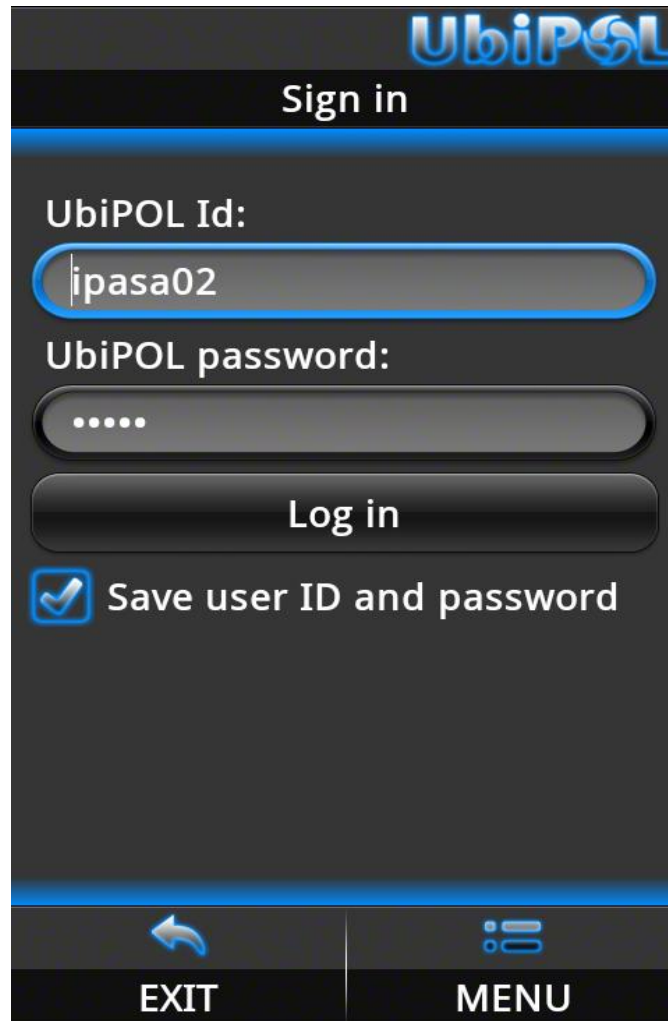 UbiPOL
Sign in
UbiPOL Id:
ipasa02
UbiPOL password:
•••••
Log in
Save user ID and password
EXIT
MENU